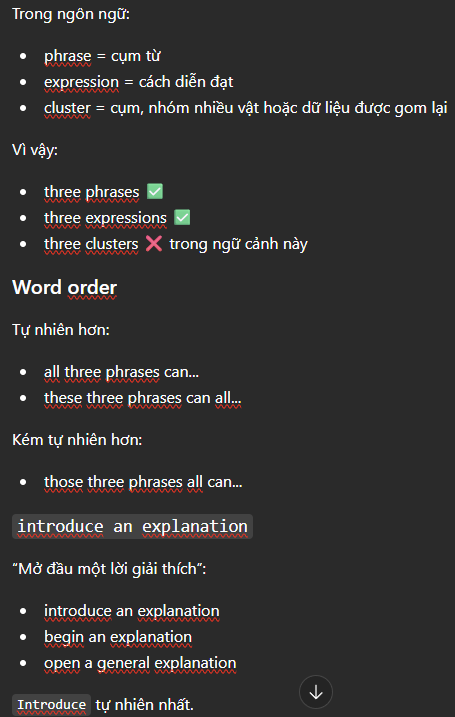 Trong ngôn ngữ:
• phrase = cụm từ
• expression = cách diễn đạt
• cluster = cụm, nhóm nhiều vật hoặc dữ liệu được gom lại
Vì vậy:
• three phrases ✅
• three expressions ✅
• three clusters ❌ trong ngữ cảnh này
Word order
Tự nhiên hơn:
• all three phrases can...
• these three phrases can all...
Kém tự nhiên hơn:
• those three phrases all can...
introduce an explanation
“Mở đầu một lời giải thích”:
• introduce an explanation
• begin an explanation
• open a general explanation
Introduce tự nhiên nhất.